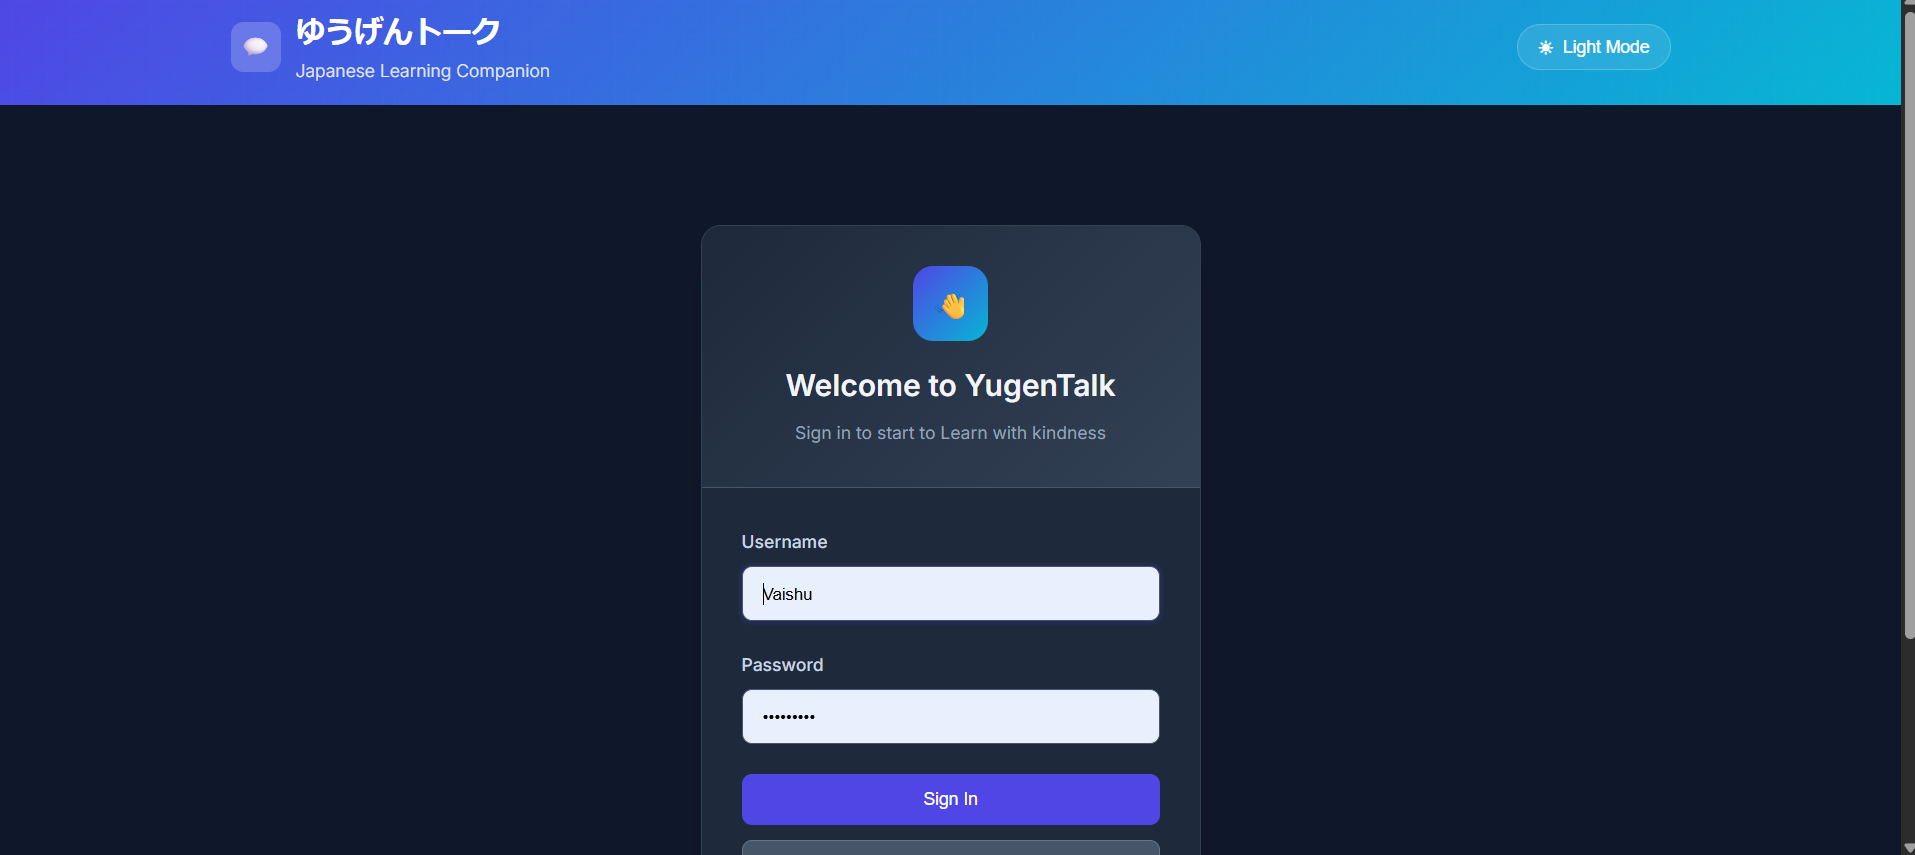 ゆうげんトーク
Japanese Learning Companion
Light Mode
Welcome to YugenTalk
Sign in to start to Learn with kindness
Username
Vaishu
Password
•••••••••
Sign In